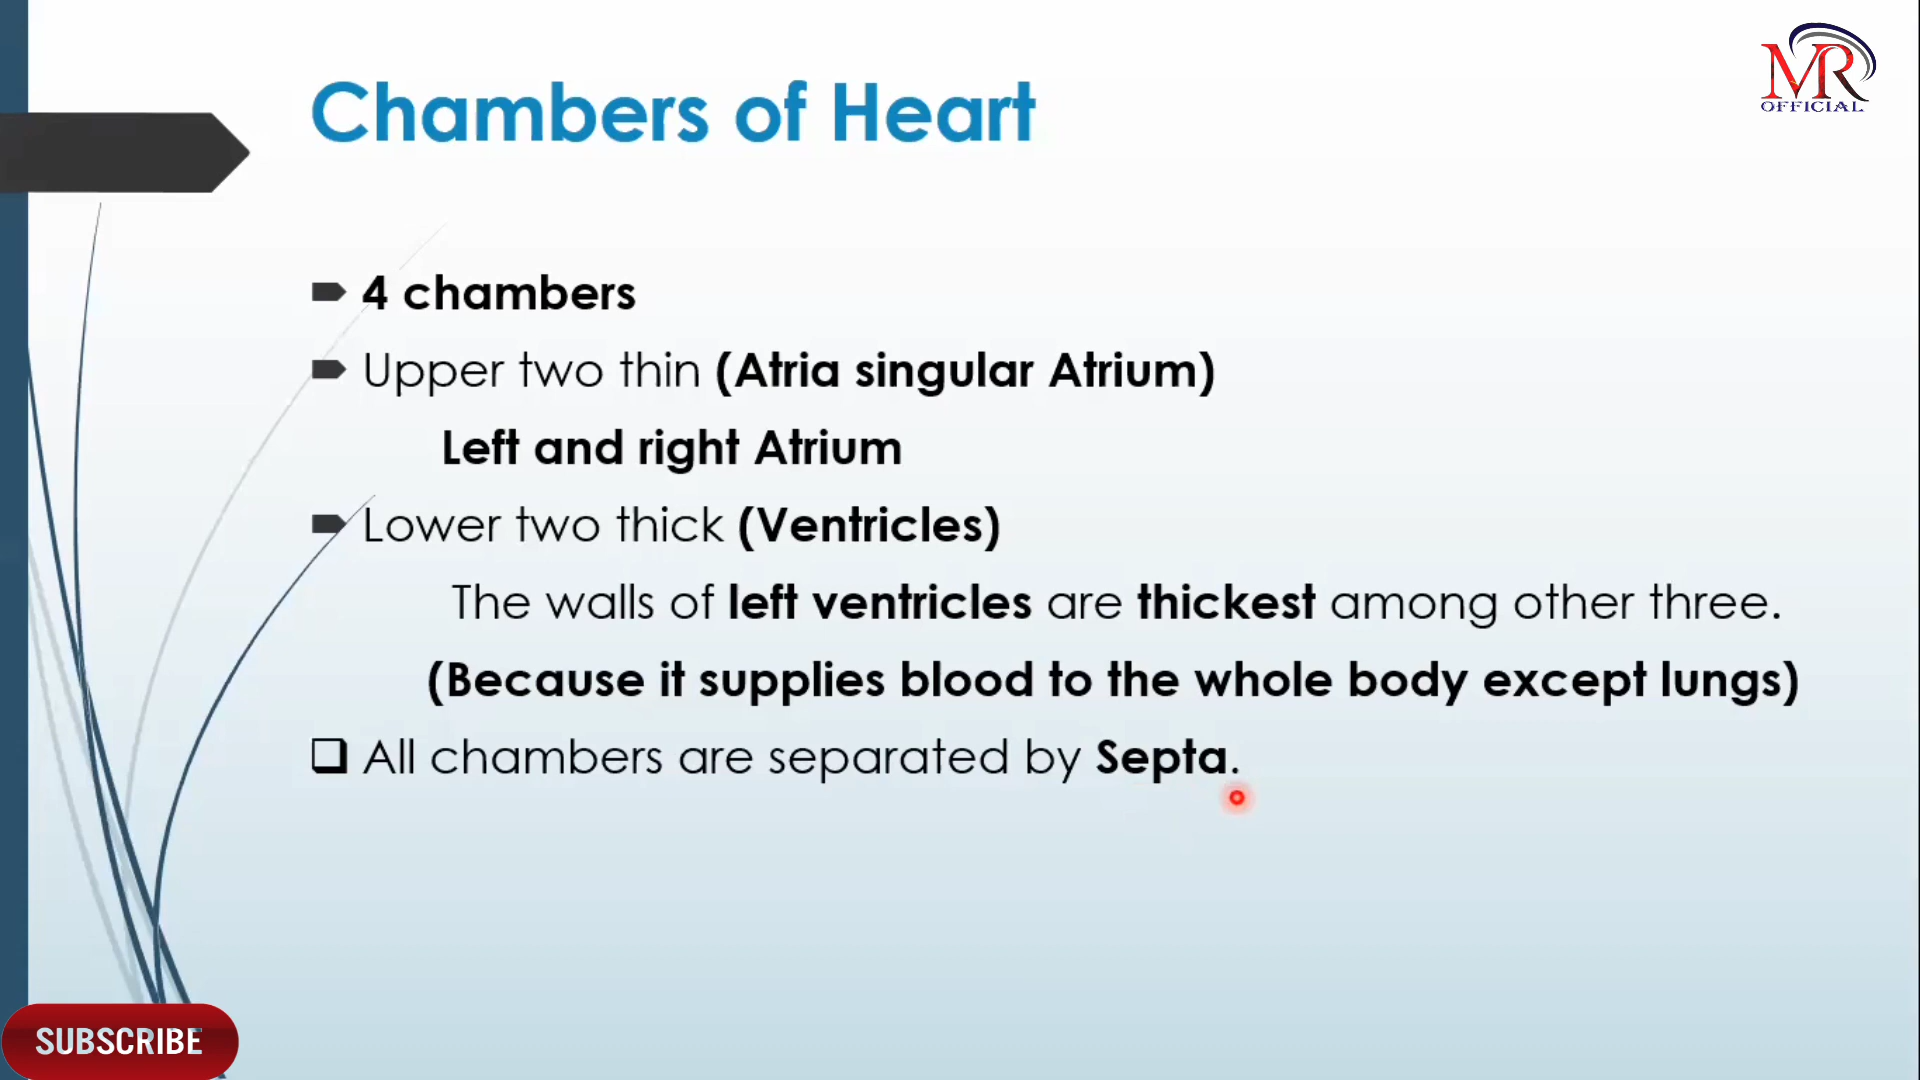 MR
OFFICIAL
Chambers of Heart
4 chambers
Upper two thin (Atria singular Atrium)
Left and right Atrium
Lower two thick (Ventricles)
The walls of left ventricles are thickest among other three.
(Because it supplies blood to the whole body except lungs)
All chambers are separated by Septa.
SUBSCRIBE